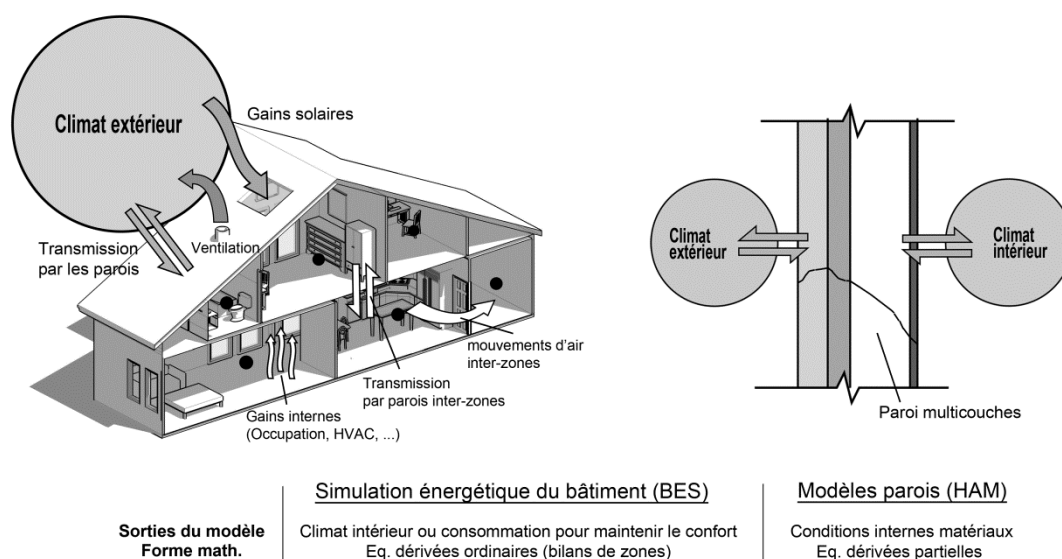 Climat extérieur
Gains solaires
Transmission
par les parois
Ventilation
mouvements d'air
inter-zones
Transmission
par parois inter-zones
Gains internes
(Occupation, HVAC, ...)
Climat
extérieur
Climat
intérieur
Paroi multicouches
Simulation énergétique du bâtiment (BES)
Modèles parois (HAM)
Sorties du modèle
Climat intérieur ou consommation pour maintenir le confort
Conditions internes matériaux
Forme math.
Eq. dérivées ordinaires (bilans de zones)
Eq. dérivées partielles